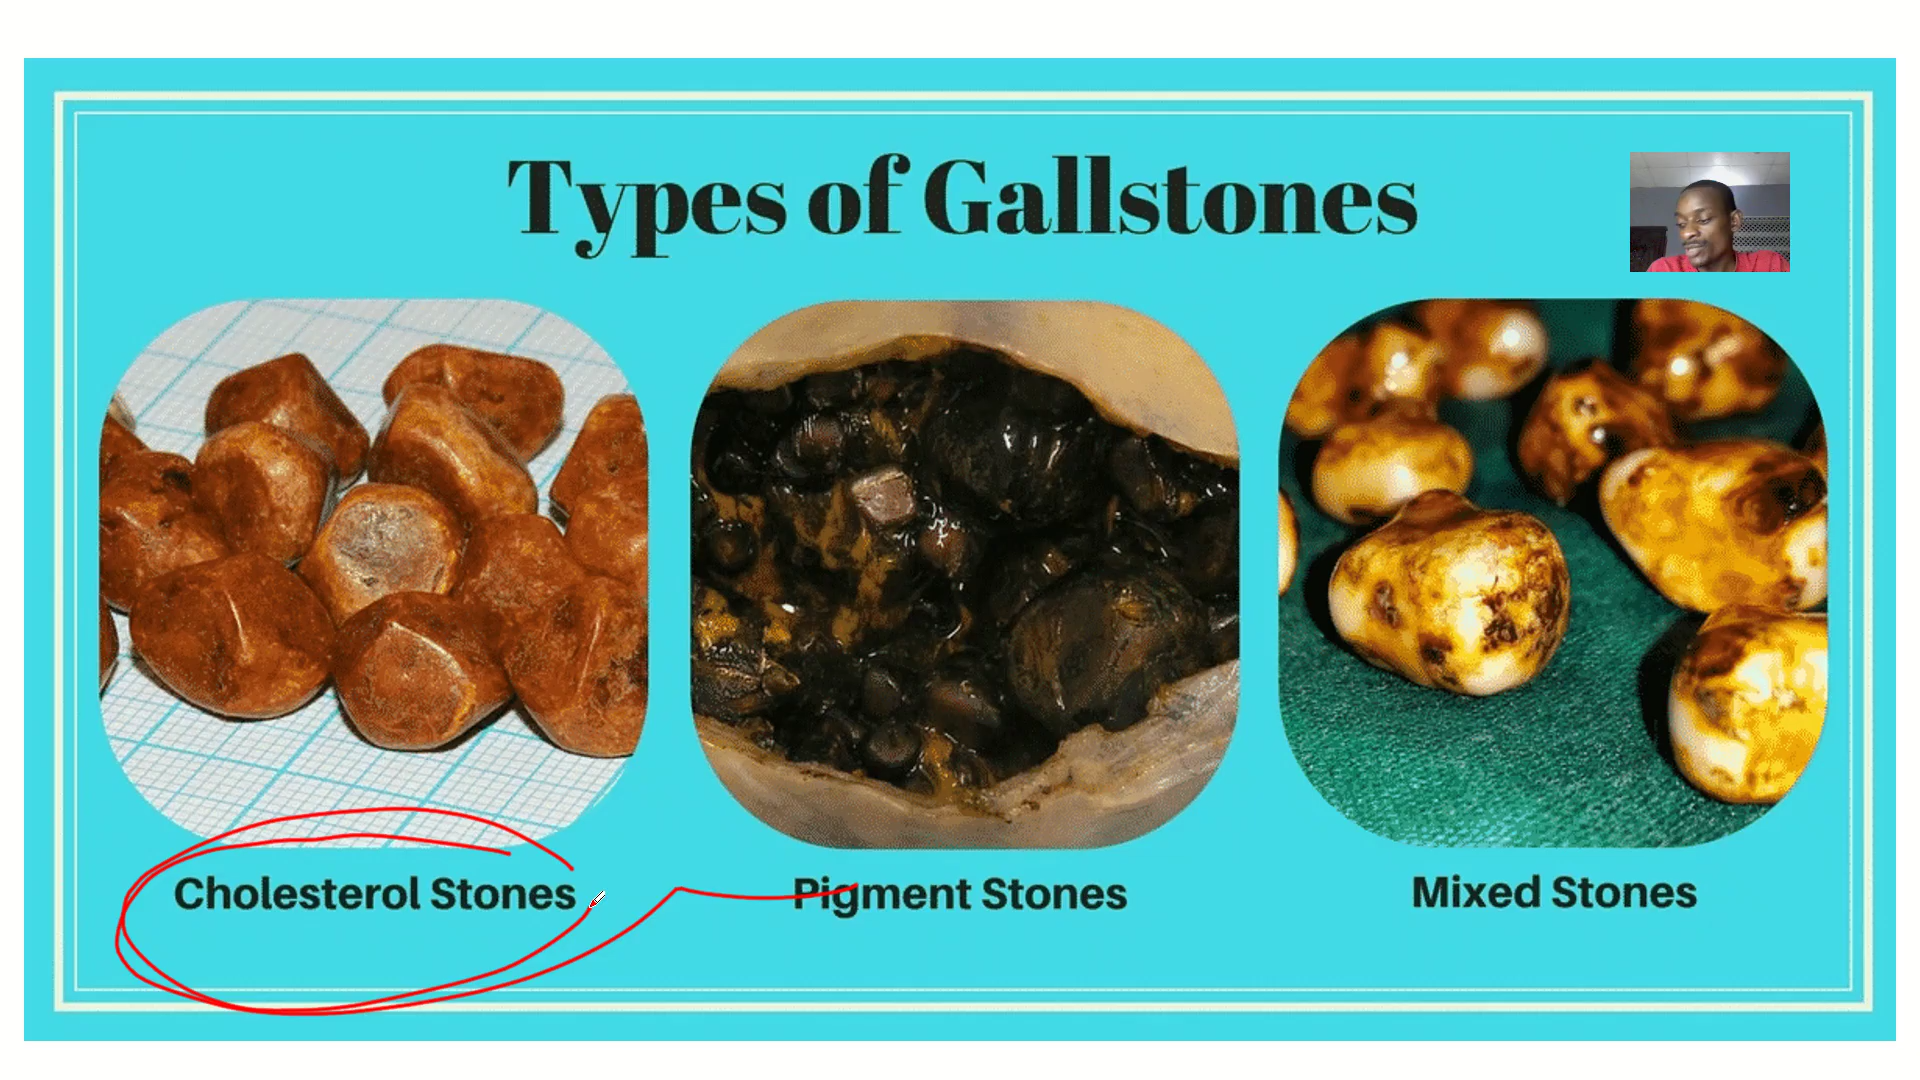 Types of Gallstones
Cholesterol Stones
Pigment Stones
Mixed Stones